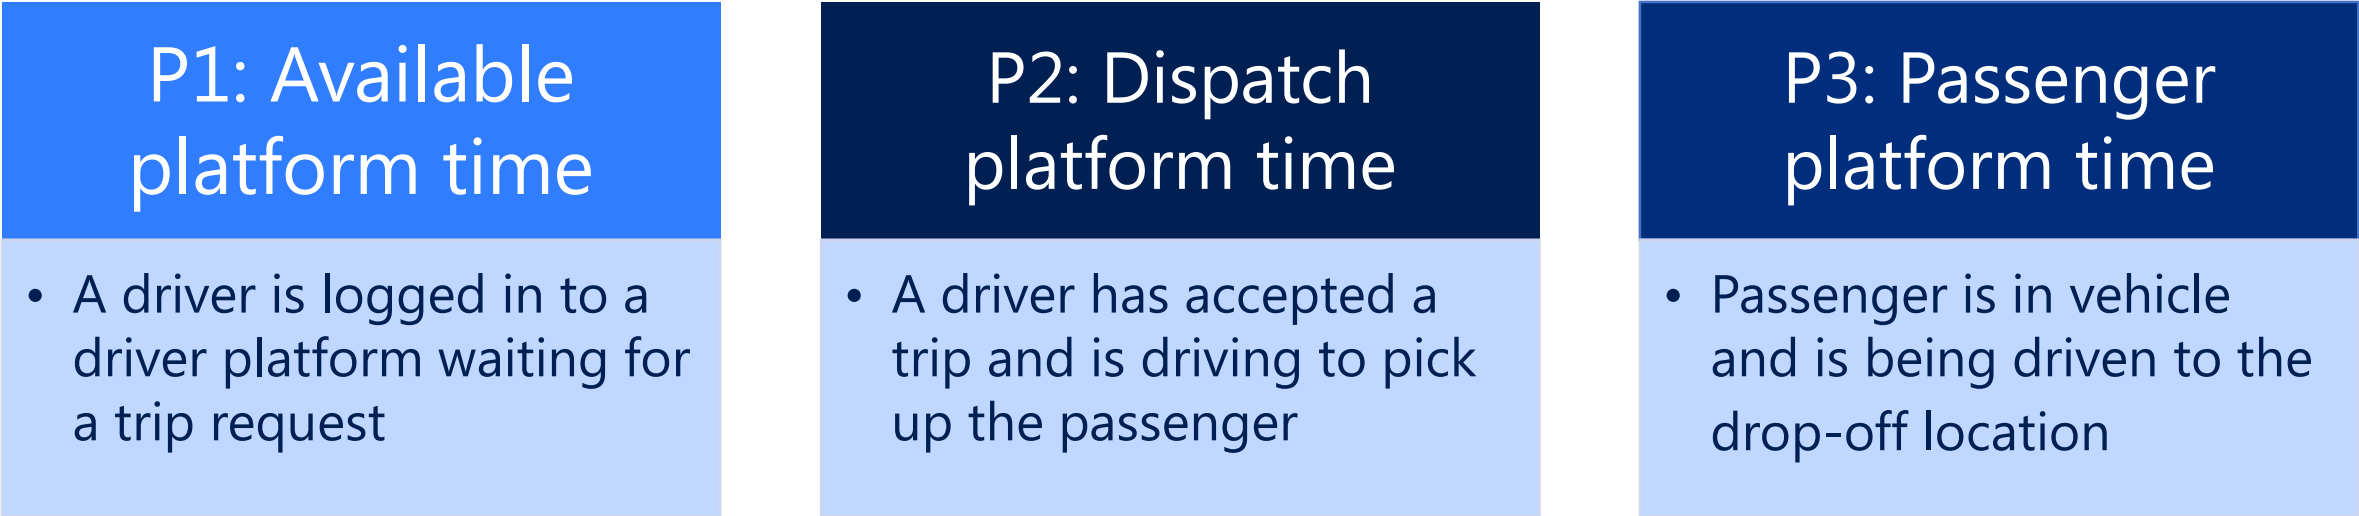 P1: Available
platform time
• A driver is logged in to a
driver platform waiting for
a trip request
P2: Dispatch
platform time
• A driver has accepted a
trip and is driving to pick
up the passenger
P3: Passenger
platform time
• Passenger is in vehicle
and is being driven to the
drop-off location